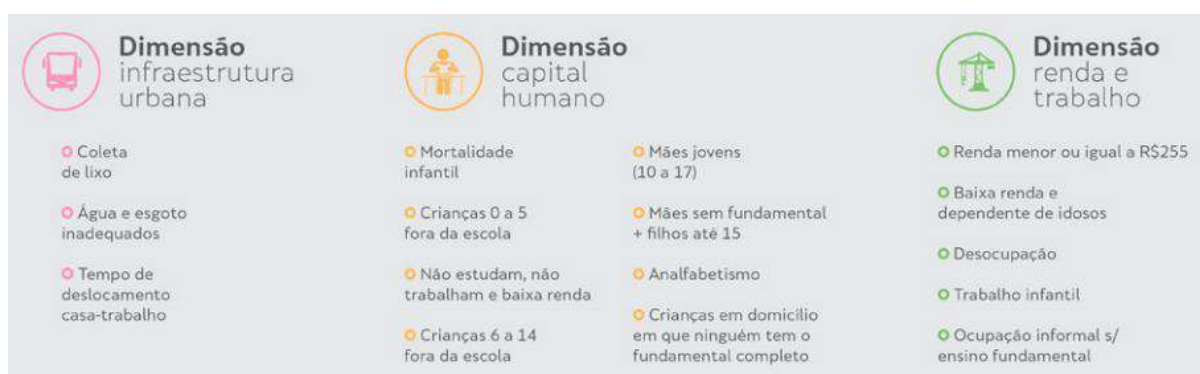 Dimensão
infraestrutura
urbana
Coleta
de lixo
Água e esgoto
inadequados
Tempo de
deslocamento
casa-trabalho
Dimensão
capital
humano
Mortalidade
infantil
Crianças 0 a 5
fora da escola
Não estudam, não
trabalham e baixa renda
Crianças 6 a 14
fora da escola
Mães jovens
(10 a 17)
Mães sem fundamental
+ filhos até 15
Analfabetismo
Crianças em domicílio
em que ninguém tem o
fundamental completo
Dimensão
renda e
trabalho
Renda menor ou igual a R$255
Baixa renda e
dependente de idosos
Desocupação
Trabalho infantil
Ocupação informal s/
ensino fundamental